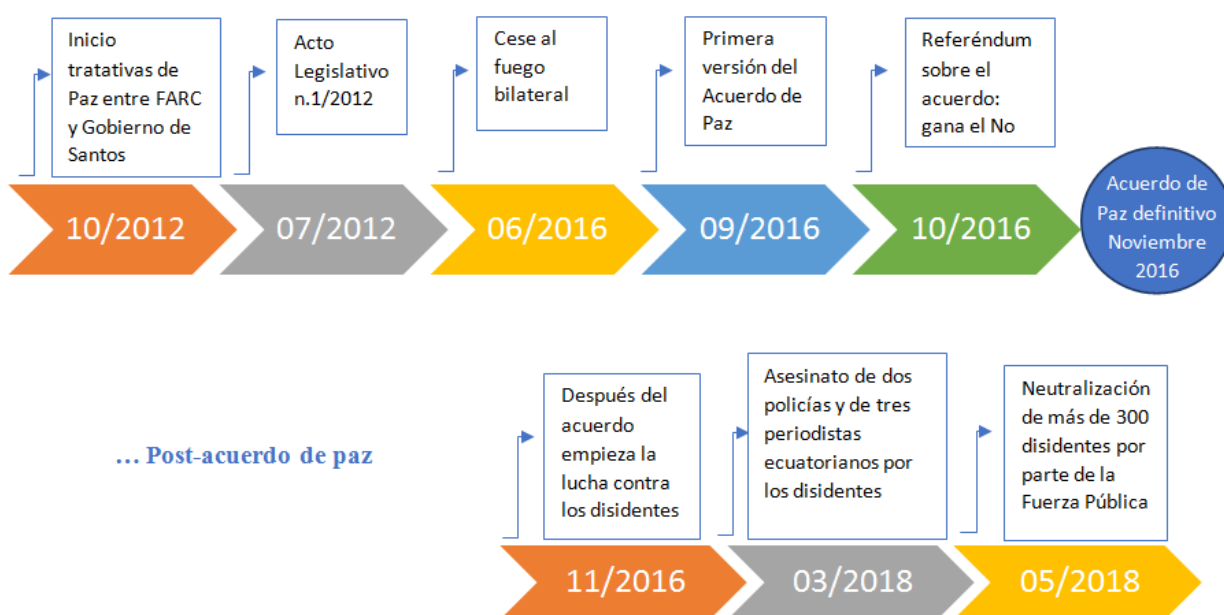 Inicio
tratativas de
Paz entre FARC
y Gobierno de
Santos
Acto
Legislativo
n.1/2012
Cese al
fuego
bilateral
Primera
versión del
Acuerdo de
Paz
Referéndum
sobre el
acuerdo:
gana el No
10/2012
07/2012
06/2016
09/2016
10/2016
Acuerdo de
Paz definitivo
Noviembre
2016
... Post-acuerdo de paz
Después del
acuerdo
empieza la
lucha contra
los disidentes
Asesinato de dos
policías y de tres
periodistas
ecuatorianos por
los disidentes
Neutralización
de más de 300
disidentes por
parte de la
Fuerza Pública
11/2016
03/2018
05/2018